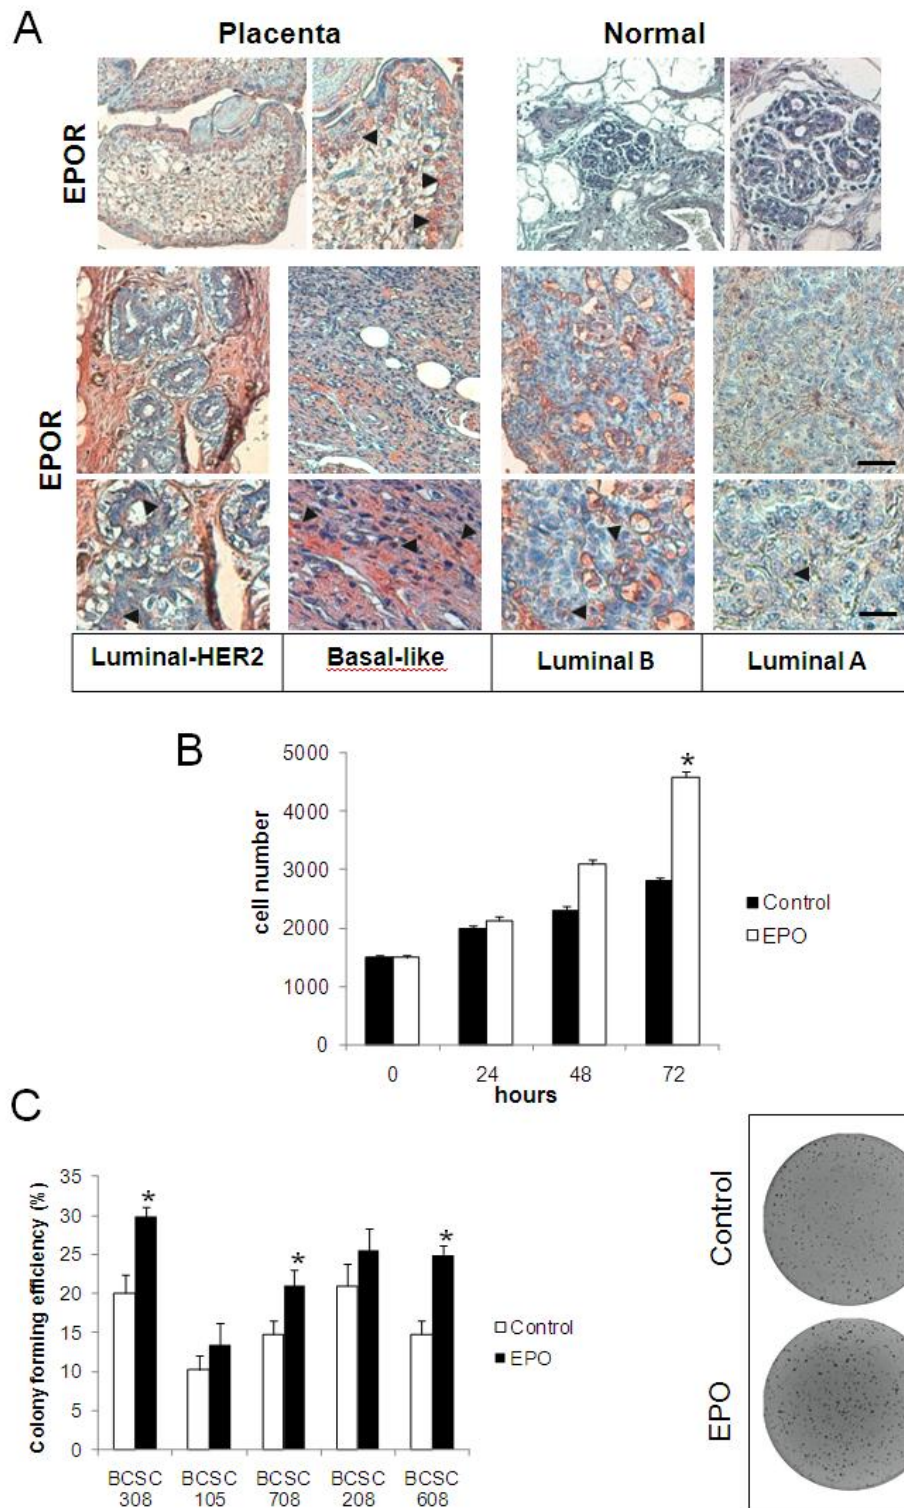 A
Placenta
Normal
EPOR
EPOR
Luminal-HER2
Basal-like
Luminal B
Luminal A
B
5000
4000
3000
2000
1000
0
cell number
*
0
24
48
72
hours
Control
EPO
C
35
30
25
20
15
10
5
0
Colony forming efficiency (%)
*
*
*
BCSC
308
BCSC
105
BCSC
708
BCSC
208
BCSC
608
Control
EPO
Control
EPO